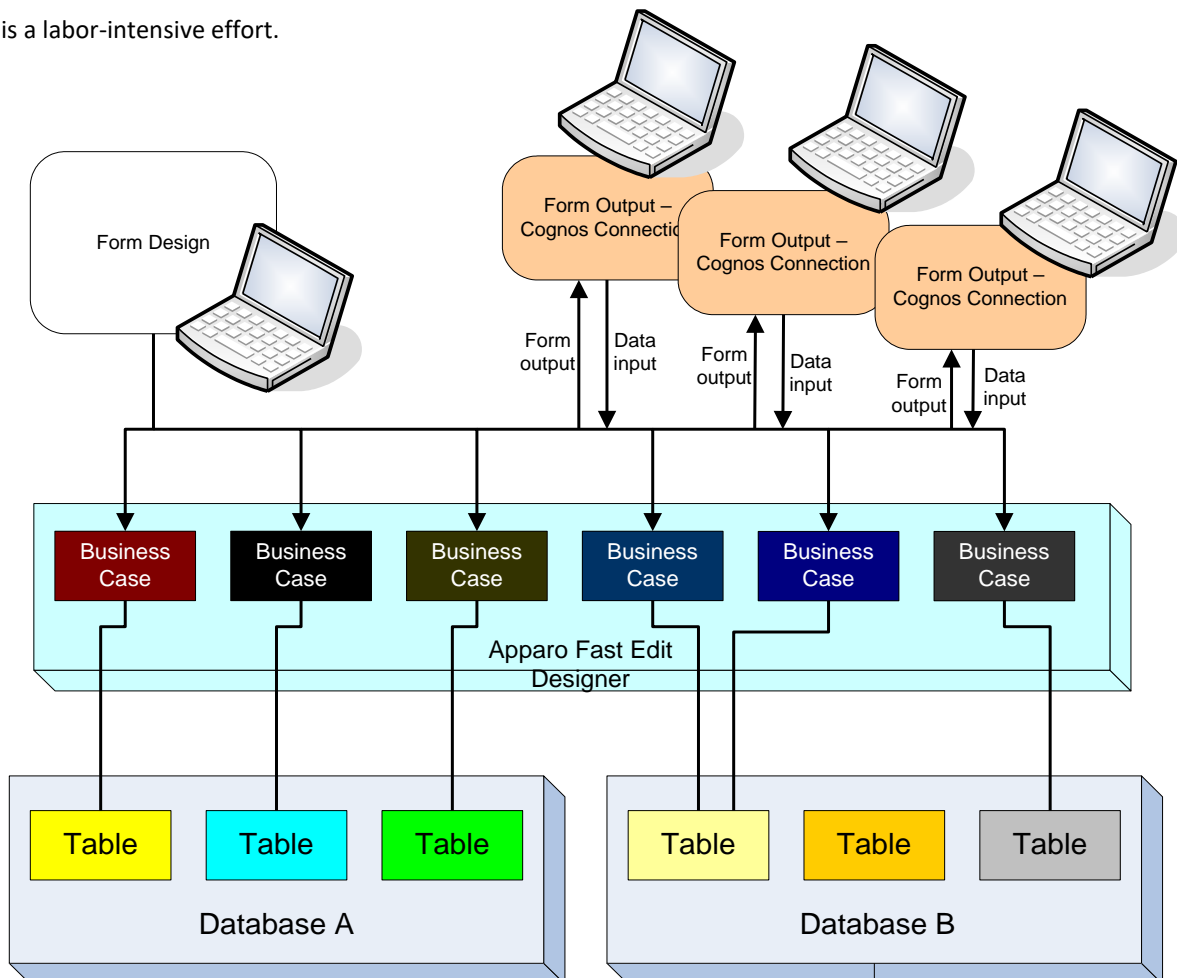 is a labor-intensive effort.
Form Design
Form Output –
Cognos Connectio
Form Output –
Cognos Connection
Form Output –
Cognos Connection
Form
output
Data
input
Form
output
Data
input
Form
output
Data
input
Business
Case
Business
Case
Business
Case
Business
Case
Business
Case
Business
Case
Apparo Fast Edit
Designer
Table
Table
Table
Table
Table
Table
Database A
Database B